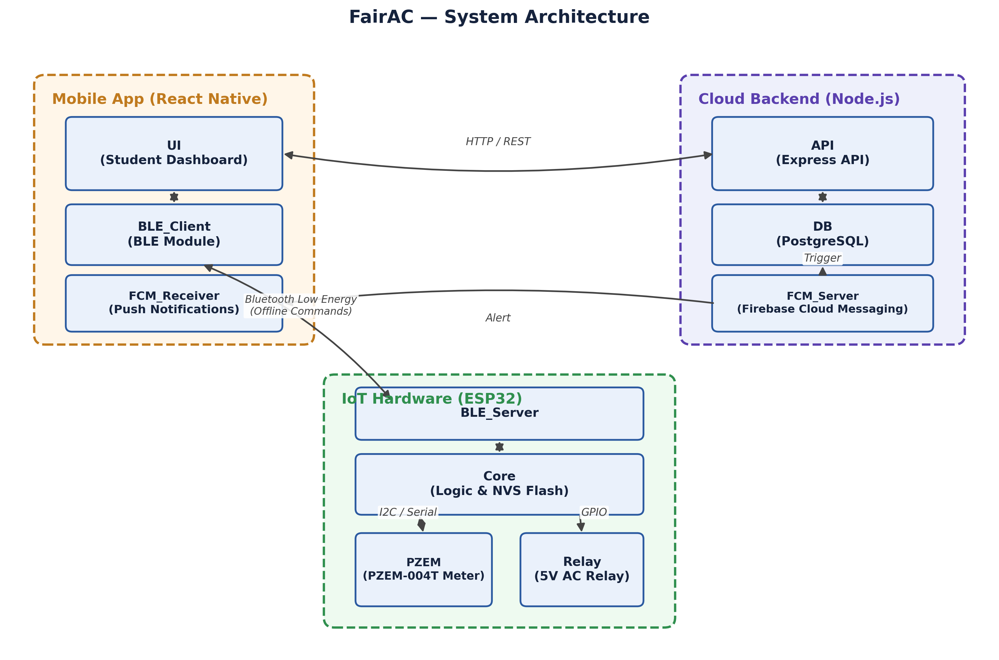 FairAC — System Architecture
Mobile App (React Native)
UI
(Student Dashboard)
BLE_Client
(BLE Module)
FCM_Receiver
(Push Notifications)
HTTP / REST
Bluetooth Low Energy
(Offline Commands)
Alert
Cloud Backend (Node.js)
API
(Express API)
DB
(PostgreSQL)
Trigger
FCM_Server
(Firebase Cloud Messaging)
IoT Hardware (ESP32)
BLE_Server
Core
(Logic & NVS Flash)
I2C / Serial
GPIO
PZEM
(PZEM-004T Meter)
Relay
(5V AC Relay)